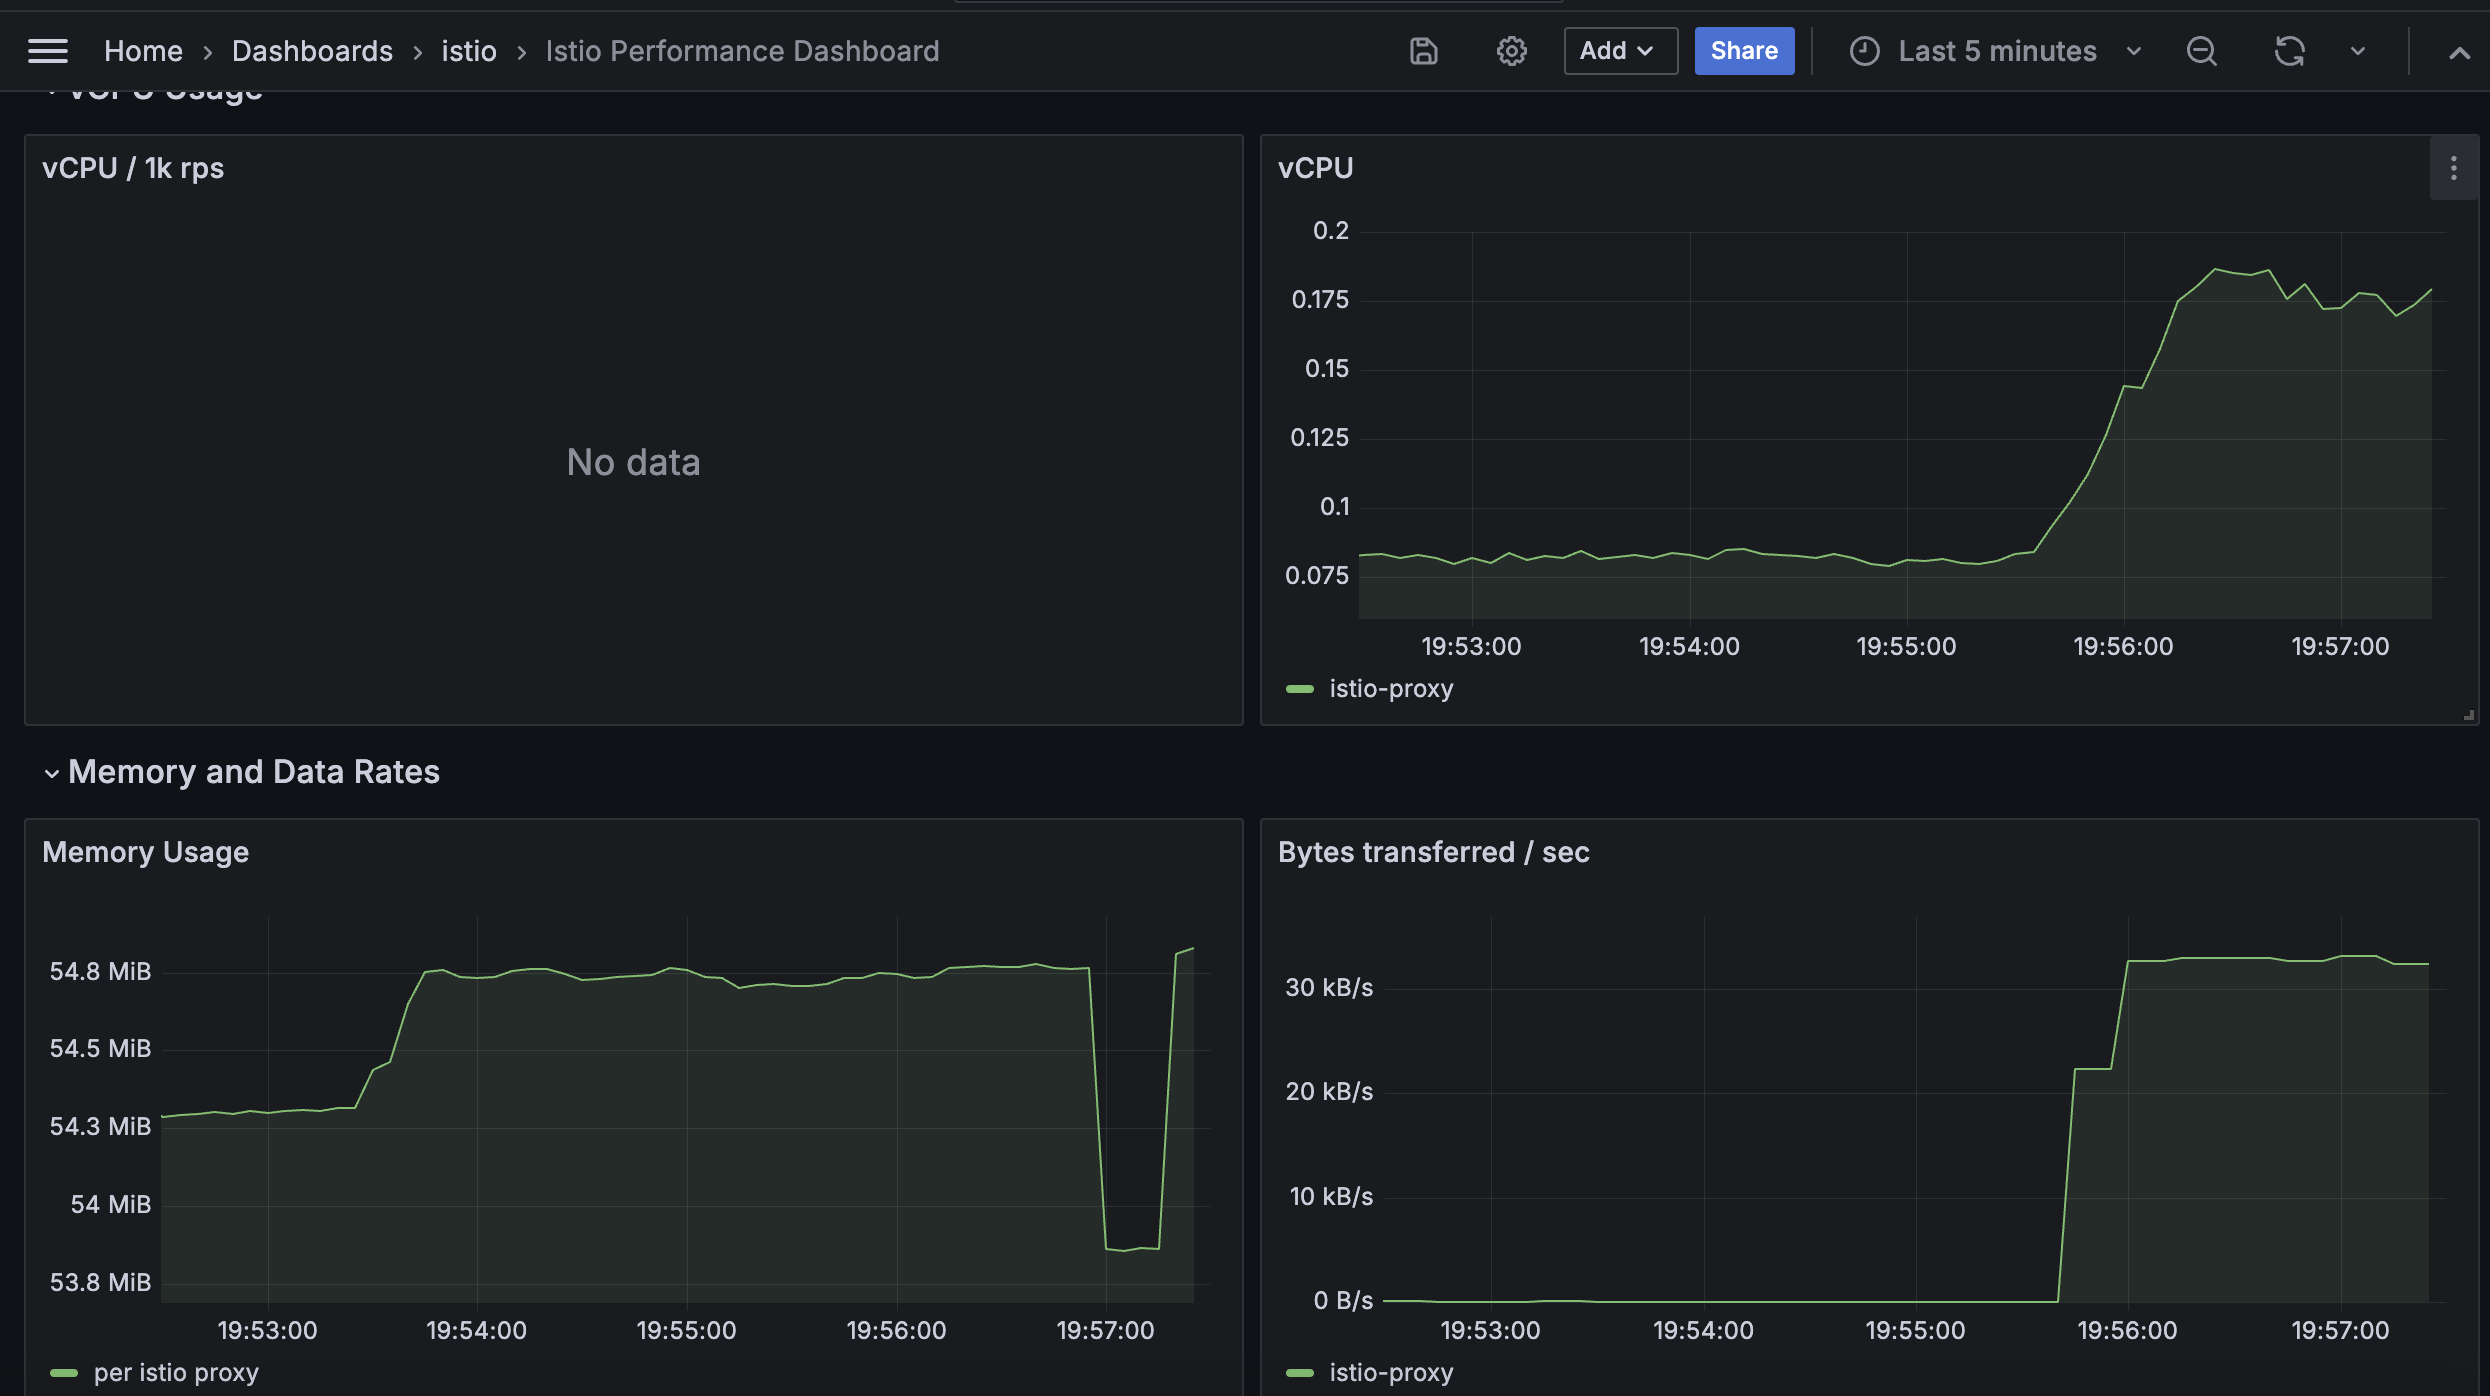 Home › Dashboards › istio › Istio Performance Dashboard
Add
Share
Last 5 minutes
vCPU Usage
vCPU / 1k rps
No data
vCPU
0.2
0.175
0.15
0.125
0.1
0.075
19:53:00 19:54:00 19:55:00 19:56:00 19:57:00
istio-proxy
Memory and Data Rates
Memory Usage
54.8 MiB
54.5 MiB
54.3 MiB
54 MiB
53.8 MiB
19:53:00 19:54:00 19:55:00 19:56:00 19:57:00
per istio proxy
Bytes transferred / sec
30 kB/s
20 kB/s
10 kB/s
0 B/s
19:53:00 19:54:00 19:55:00 19:56:00 19:57:00
istio-proxy